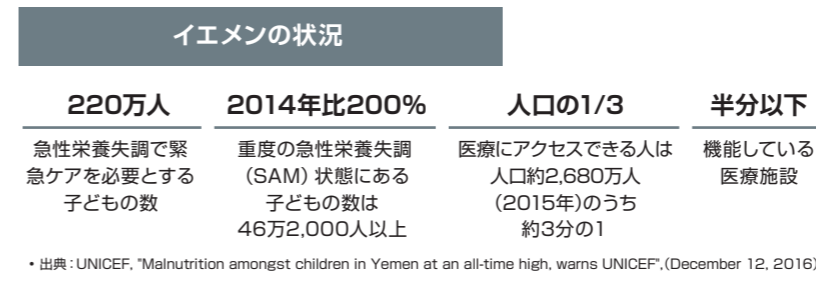 イエメンの状況
220万人
急性栄養失調で緊
急ケアを必要とする
子どもの数
2014年比200%
重度の急性栄養失調
（SAM）状態にある
子どもの数は
46万2,000人以上
人口の1/3
医療にアクセスできる人は
人口約2,680万人
（2015年）のうち
約3分の1
半分以下
機能している
医療施設
・出典：UNICEF, "Malnutrition amongst children in Yemen at an all-time high, warns UNICEF",（December 12, 2016）